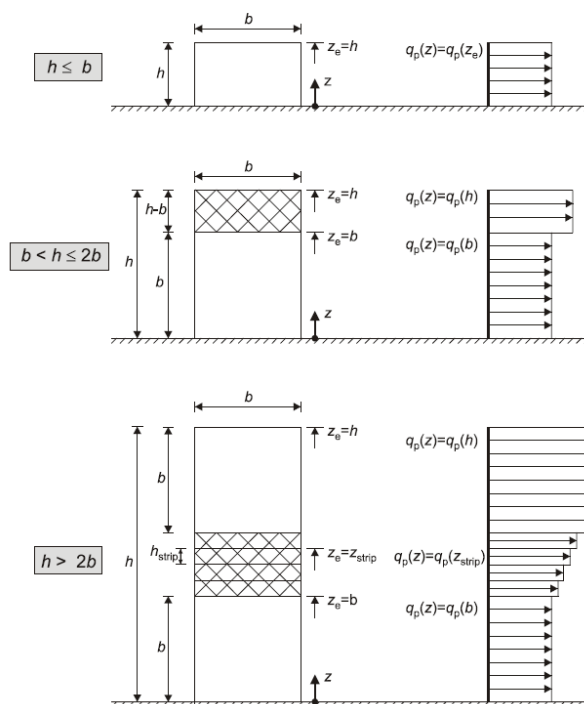 b
h ≤ b
h
z_e=h
z
q_p(z)=q_p(z_e)
b
b < h ≤ 2b
h
h-b
b
z_e=h
z_e=b
z
q_p(z)=q_p(h)
q_p(z)=q_p(b)
b
h > 2b
h
b
h_strip
b
z_e=h
z_e=z_strip
z_e=b
z
q_p(z)=q_p(h)
q_p(z)=q_p(z_strip)
q_p(z)=q_p(b)